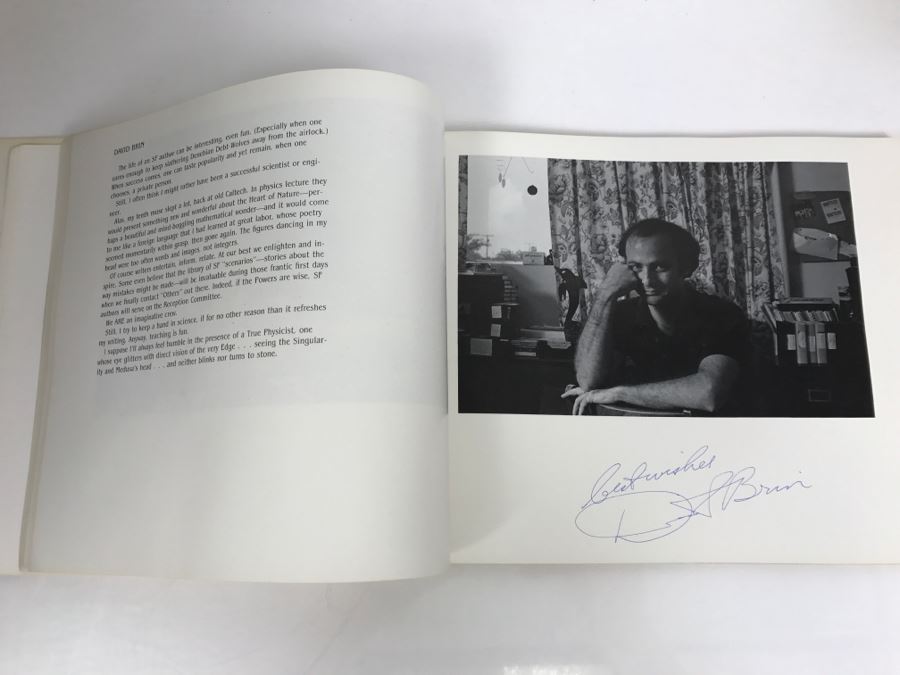 DAVID BRIN
The life of an SF author can be interesting, even fun. (Especially when one
earns enough to keep slathering Denebian Debt-Wolves away from the airlock.)
When success comes, one can taste popularity and yet remain, when one
chooses, a private person.
Still, I often think I might rather have been a successful scientist or engi-
neer.
Alas, my tenth muse slept a lot, back at old Caltech. In physics lecture they
would present something new and wonderful about the Heart of Nature—per-
haps a beautiful and mind-boggling mathematical wonder—and it would come
to me like a foreign language that I had learned at great labor, whose poetry
seemed momentarily within grasp, then gone again. The figures dancing in my
head were too often words and images, not integers.
Of course writers entertain, inform, relate. At our best we enlighten and in-
spire. Some even believe that the library of SF "scenarios"—stories about the
way mistakes might be made—will be invaluable during those frantic first days
when we finally contact "Others" out there. Indeed, if the Powers are wise, SF
authors will serve on the Reception Committee.
We ARE an imaginative crew.
Still, I try to keep a hand in science, if for no other reason than it refreshes
my writing. Anyway, teaching is fun.
I suppose I'll always feel humble in the presence of a True Physicist, one
whose eye glitters with direct vision of the very Edge . . . seeing the Singular-
ity and Medusa's head . . . and neither blinks nor turns to stone.
best wishes
D Brin